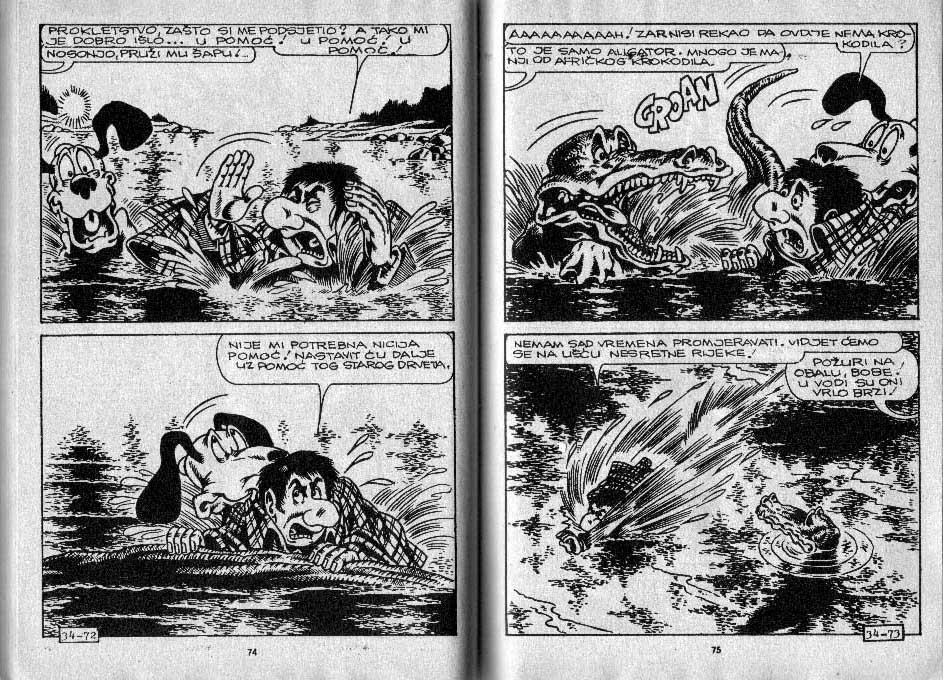 PROKLETSTVO, ZAŠTO SI ME PODSJETIO? A TAKO MI
JE DOBRO IŠLO... U POMOĆ! U POMOĆ! U
POMOĆ!
NOSONJO, PRUŽI MU ŠAPU!...
NIJE MI POTREBNA NIČIJA
POMOĆ! NASTAVIT ĆU DALJE
UZ POMOĆ TOG STAROG DRVETA.
34-72
74
AAAAAAAAAAH! ZAR NISI REKAO DA OVDJE NEMA KRO-
KODILA?
TO JE SAMO ALIGATOR. MNOGO JE MA-
NJI OD AFRIČKOG KROKODILA.
GROAN
NEMAM SAD VREMENA PROMJERAVATI. VIDJET ĆEMO
SE NA UŠĆU NESRETNE RIJEKE!
POŽURI NA
OBALU, BOBE!
U VODI SU ONI
VRLO BRZI!
34-73
75